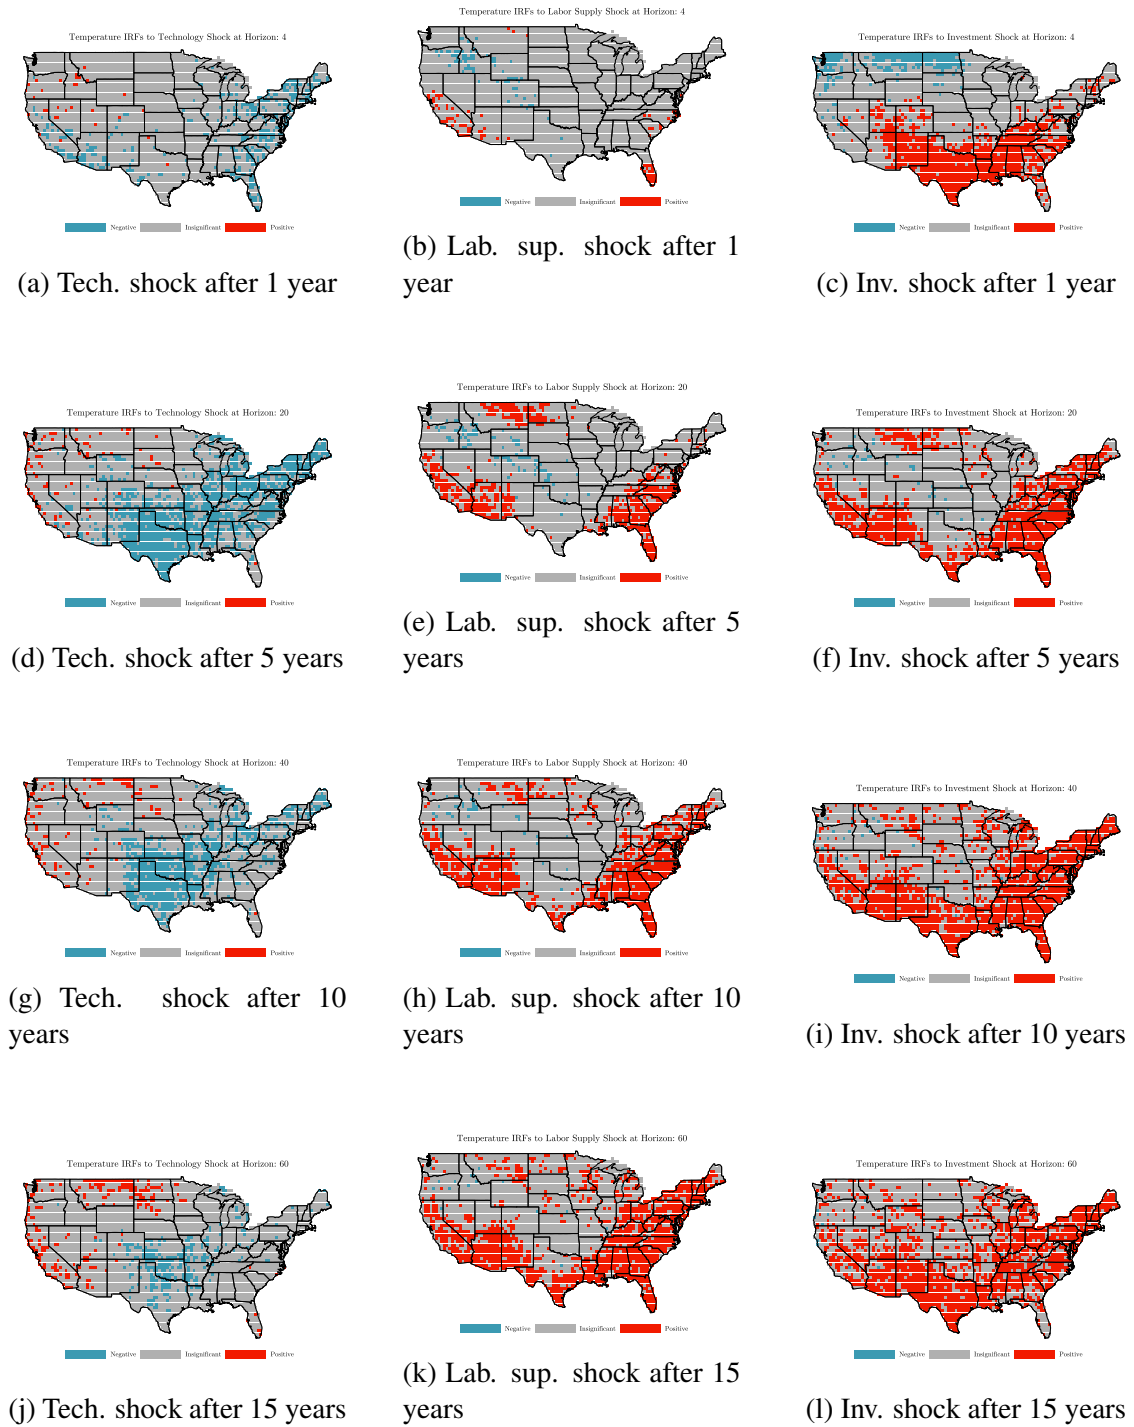 Temperature IRFs to Technology Shock at Horizon: 4
Negative Insignificant Positive
(a) Tech. shock after 1 year
Temperature IRFs to Labor Supply Shock at Horizon: 4
Negative Insignificant Positive
(b) Lab. sup. shock after 1
year
Temperature IRFs to Investment Shock at Horizon: 4
Negative Insignificant Positive
(c) Inv. shock after 1 year
Temperature IRFs to Technology Shock at Horizon: 20
Negative Insignificant Positive
(d) Tech. shock after 5 years
Temperature IRFs to Labor Supply Shock at Horizon: 20
Negative Insignificant Positive
(e) Lab. sup. shock after 5
years
Temperature IRFs to Investment Shock at Horizon: 20
Negative Insignificant Positive
(f) Inv. shock after 5 years
Temperature IRFs to Technology Shock at Horizon: 40
Negative Insignificant Positive
(g) Tech. shock after 10
years
Temperature IRFs to Labor Supply Shock at Horizon: 40
Negative Insignificant Positive
(h) Lab. sup. shock after 10
years
Temperature IRFs to Investment Shock at Horizon: 40
Negative Insignificant Positive
(i) Inv. shock after 10 years
Temperature IRFs to Technology Shock at Horizon: 60
Negative Insignificant Positive
(j) Tech. shock after 15 years
Temperature IRFs to Labor Supply Shock at Horizon: 60
Negative Insignificant Positive
(k) Lab. sup. shock after 15
years
Temperature IRFs to Investment Shock at Horizon: 60
Negative Insignificant Positive
(l) Inv. shock after 15 years